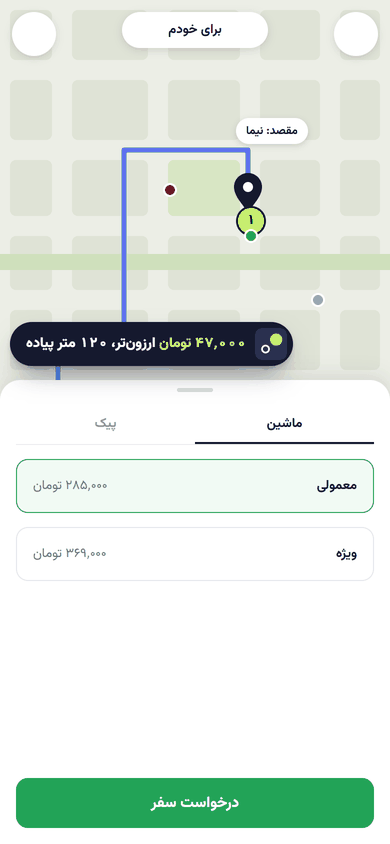 برای خودم
مقصد: نیما
۱
۴۷,۰۰۰ تومان ارزون‌تر، ۱۲۰ متر پیاده
ماشین
پیک
معمولی
۲۸۵,۰۰۰ تومان
ویژه
۳۶۹,۰۰۰ تومان
درخواست سفر